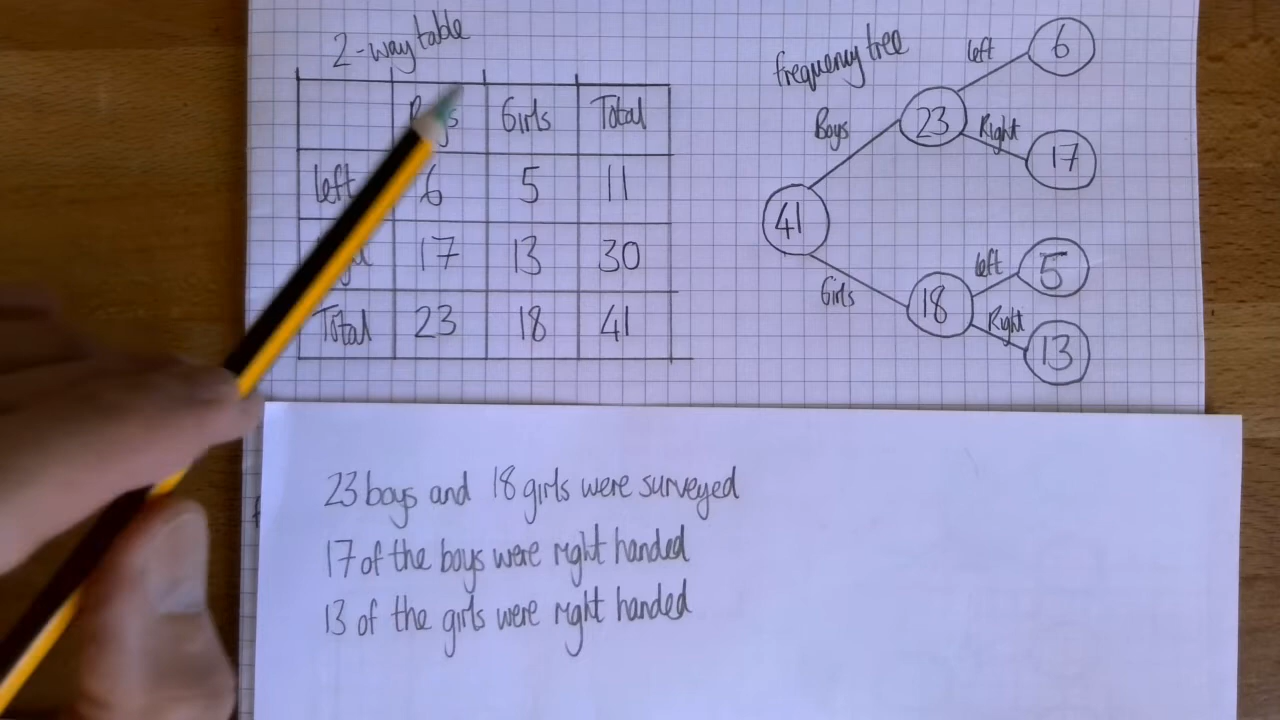 2-way table
Girls Total
left 6 5 11
17 13 30
Total 23 18 41
frequency tree
41
Boys 23
left 6
Right 17
Girls 18
left 5
Right 13
23 boys and 18 girls were surveyed
17 of the boys were right handed
13 of the girls were right handed